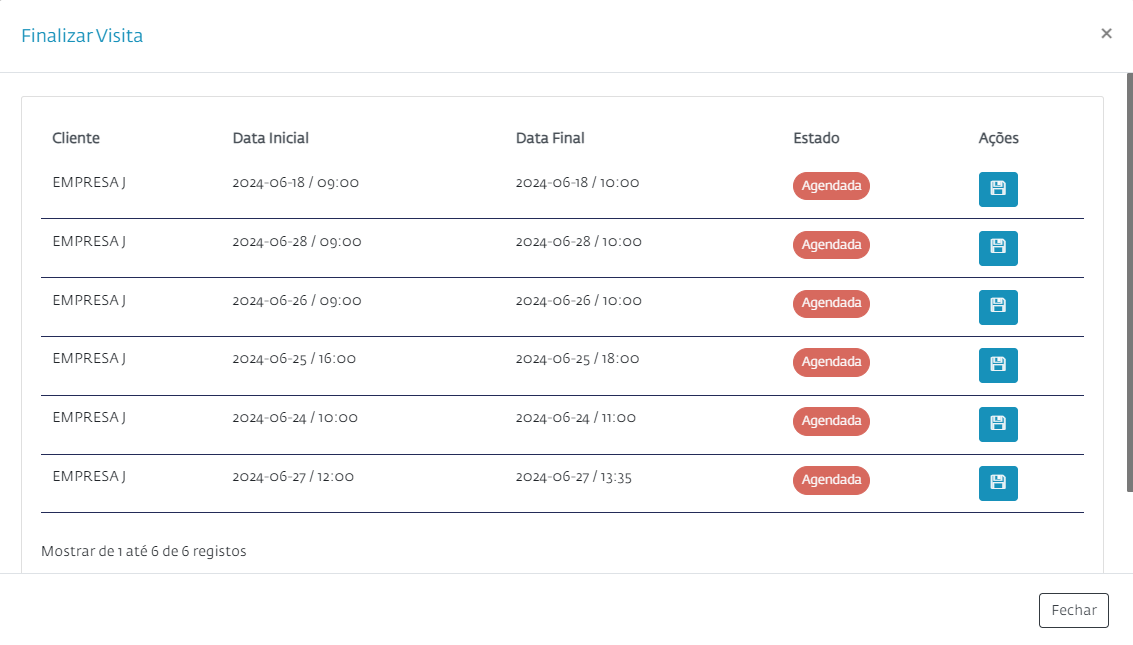 Finalizar Visita
×
Cliente Data Inicial Data Final Estado Ações
EMPRESA J 2024-06-18 / 09:00 2024-06-18 / 10:00 Agendada
EMPRESA J 2024-06-28 / 09:00 2024-06-28 / 10:00 Agendada
EMPRESA J 2024-06-26 / 09:00 2024-06-26 / 10:00 Agendada
EMPRESA J 2024-06-25 / 16:00 2024-06-25 / 18:00 Agendada
EMPRESA J 2024-06-24 / 10:00 2024-06-24 / 11:00 Agendada
EMPRESA J 2024-06-27 / 12:00 2024-06-27 / 13:35 Agendada
Mostrar de 1 até 6 de 6 registos
Fechar